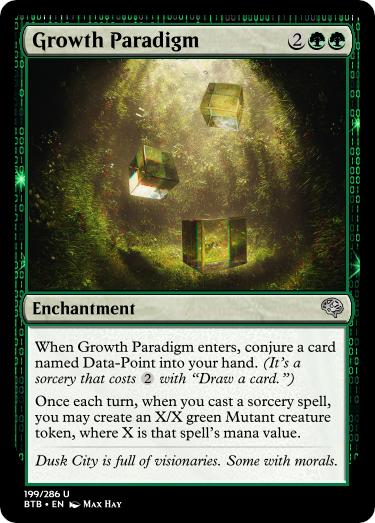 Growth Paradigm 2
Enchantment
When Growth Paradigm enters, conjure a card
named Data-Point into your hand. (It's a
sorcery that costs 2 with “Draw a card.”)
Once each turn, when you cast a sorcery spell,
you may create an X/X green Mutant creature
token, where X is that spell's mana value.
Dusk City is full of visionaries. Some with morals.
199/286 U
BTB • EN Max Hay